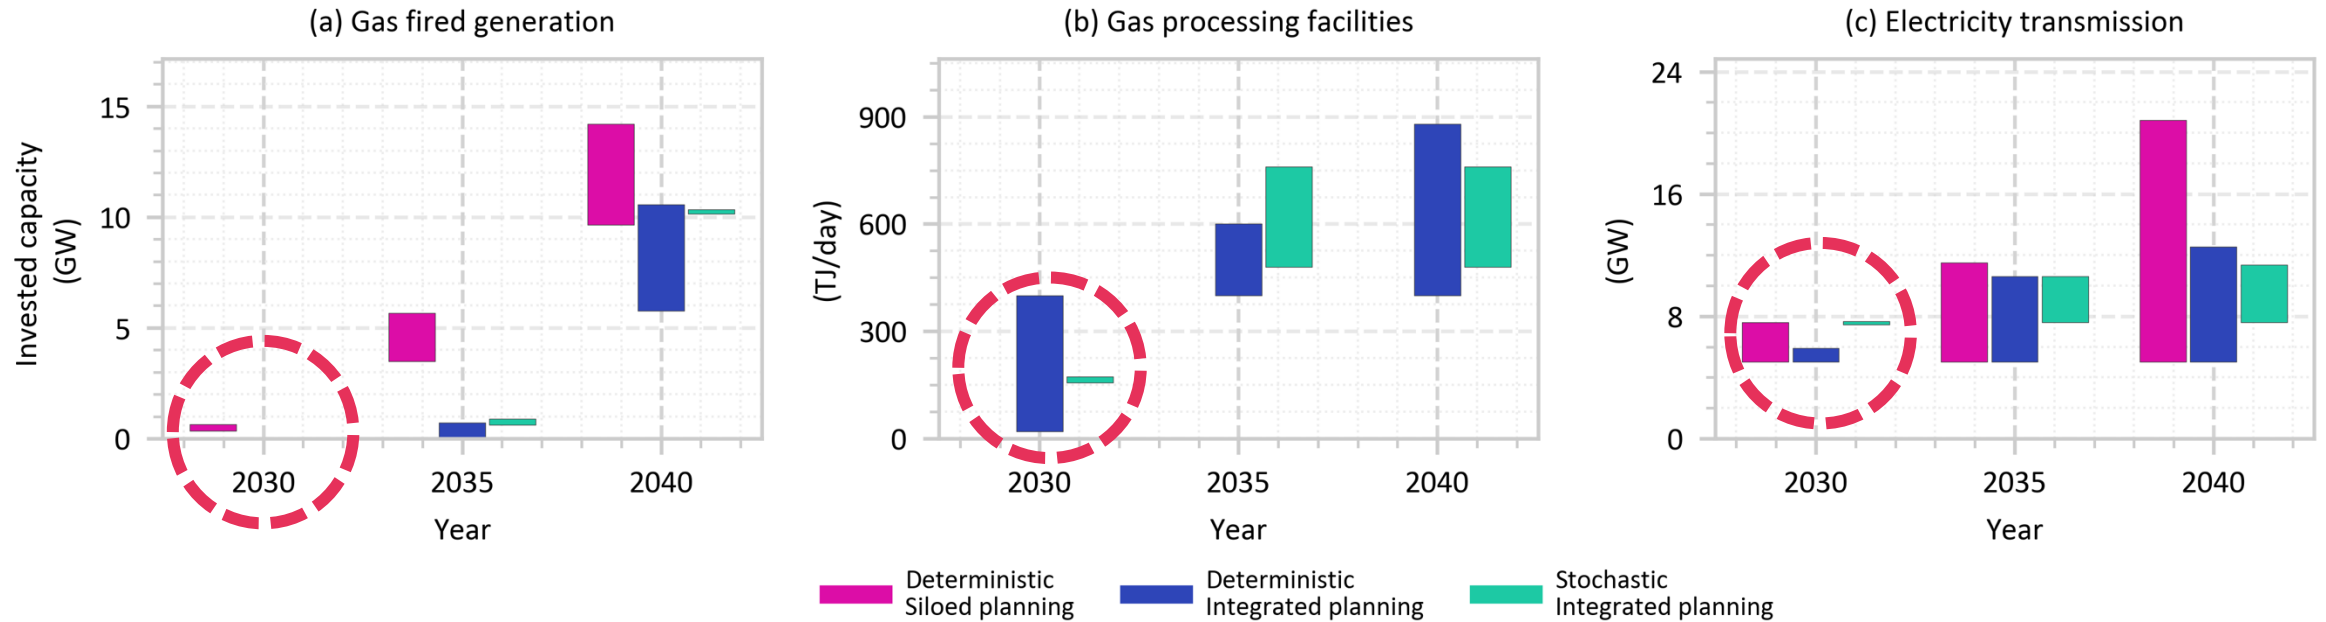 (a) Gas fired generation
(b) Gas processing facilities
(c) Electricity transmission
Invested capacity
(GW)
15
10
5
0
2030
2035
2040
Year
(TJ/day)
900
600
300
0
2030
2035
2040
Year
(GW)
24
16
8
0
2030
2035
2040
Year
Deterministic
Siloed planning
Deterministic
Integrated planning
Stochastic
Integrated planning